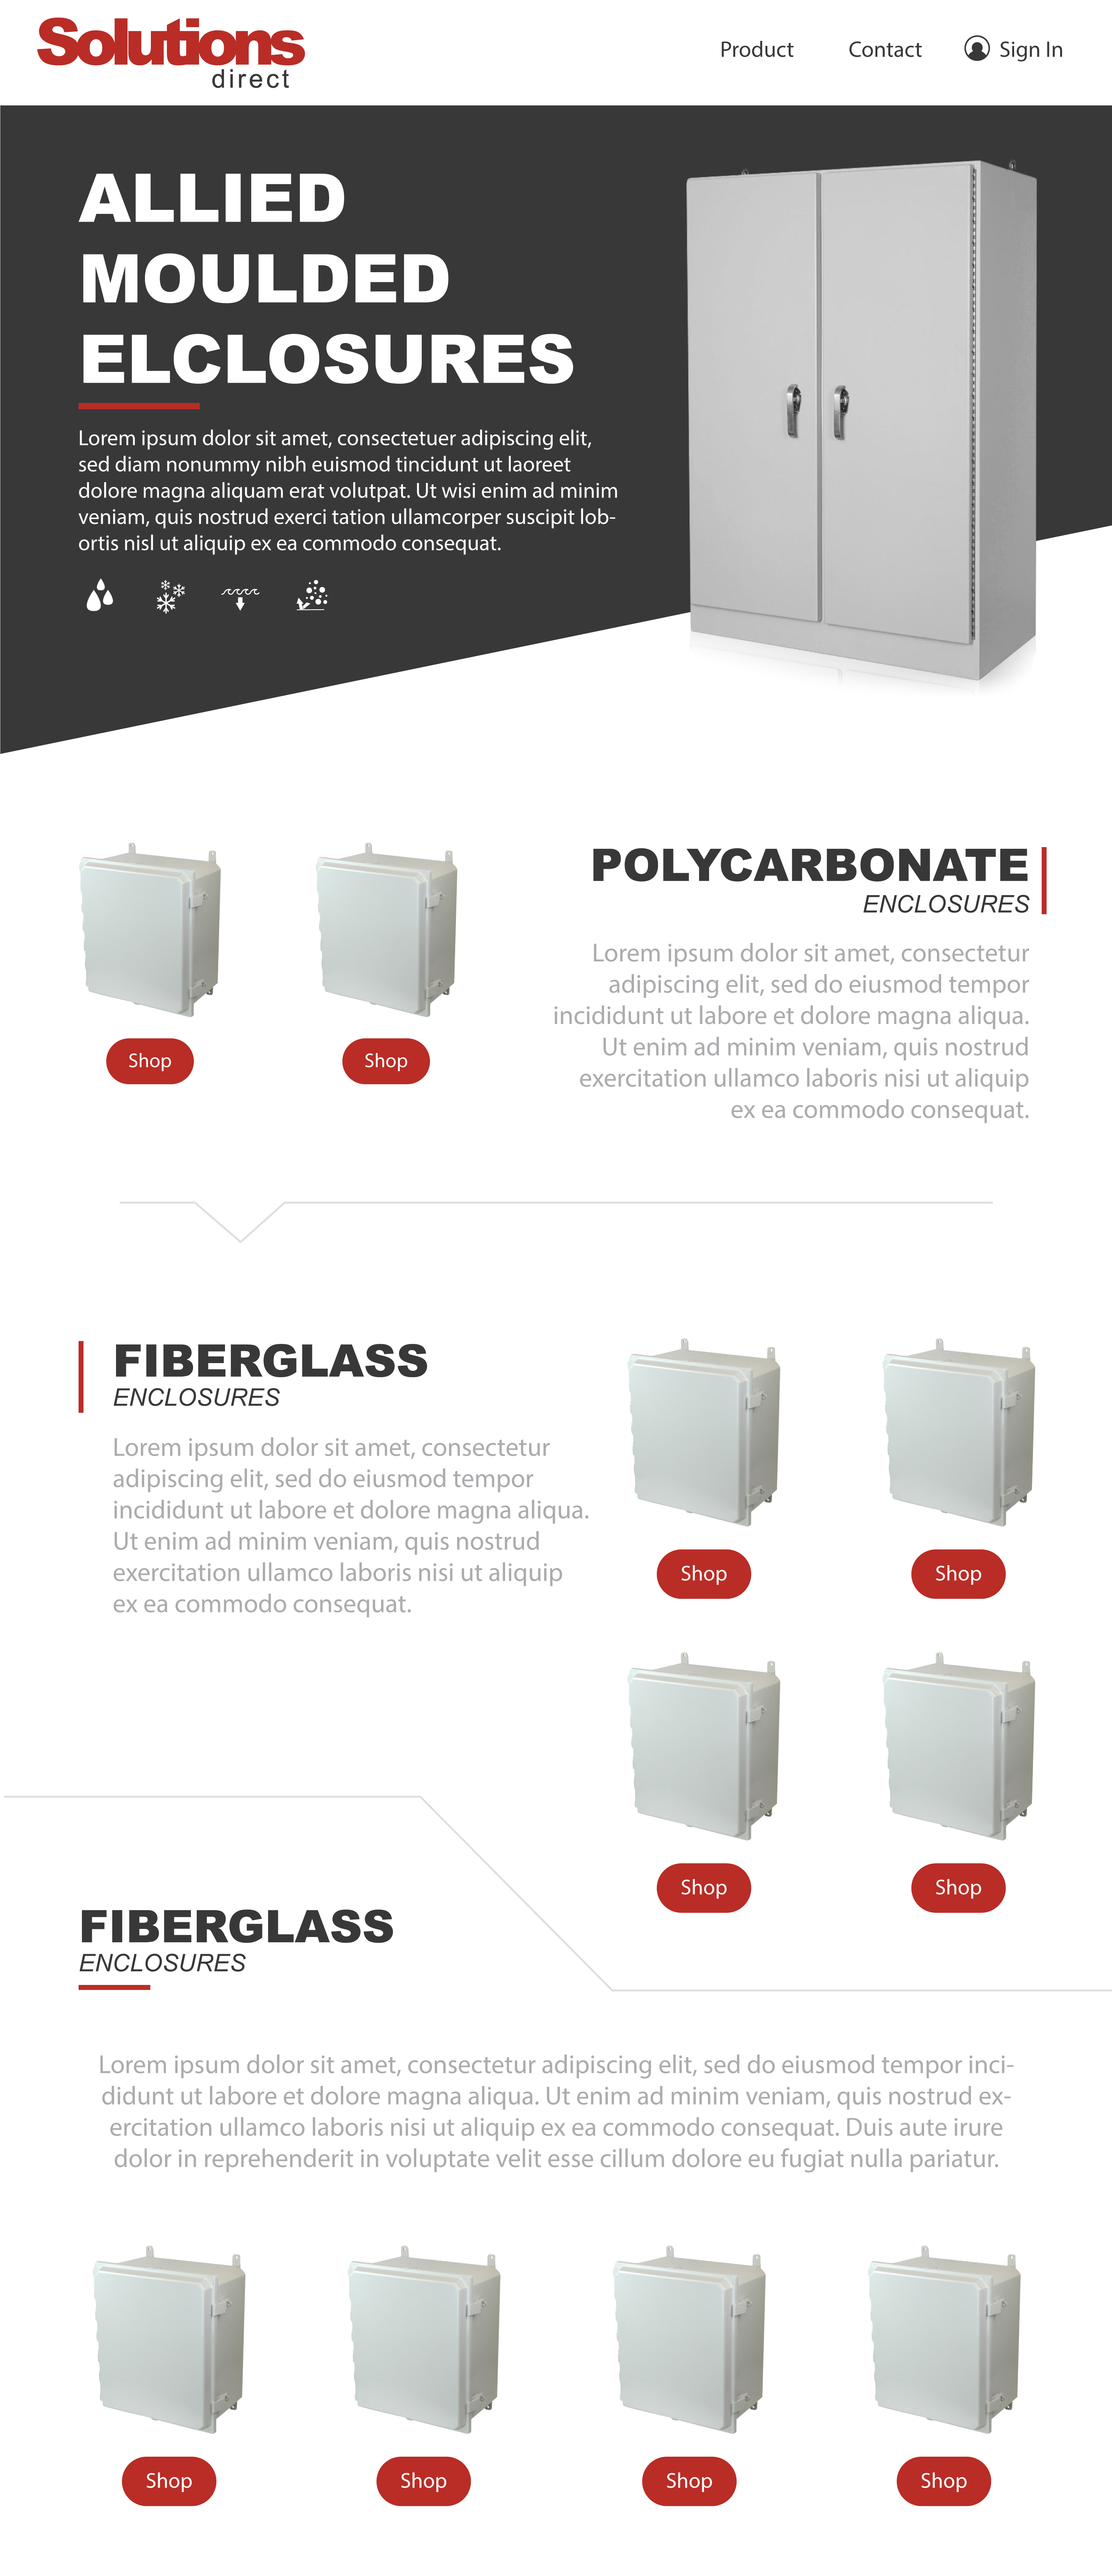 Solutions
direct
Product Contact Sign In
ALLIED
MOULDED
ELCLOSURES
Lorem ipsum dolor sit amet, consectetuer adipiscing elit,
sed diam nonummy nibh euismod tincidunt ut laoreet
dolore magna aliquam erat volutpat. Ut wisi enim ad minim
veniam, quis nostrud exerci tation ullamcorper suscipit lob-
ortis nisl ut aliquip ex ea commodo consequat.
POLYCARBONATE
ENCLOSURES
Lorem ipsum dolor sit amet, consectetur
adipiscing elit, sed do eiusmod tempor
incididunt ut labore et dolore magna aliqua.
Ut enim ad minim veniam, quis nostrud
exercitation ullamco laboris nisi ut aliquip
ex ea commodo consequat.
Shop Shop
FIBERGLASS
ENCLOSURES
Lorem ipsum dolor sit amet, consectetur
adipiscing elit, sed do eiusmod tempor
incididunt ut labore et dolore magna aliqua.
Ut enim ad minim veniam, quis nostrud
exercitation ullamco laboris nisi ut aliquip
ex ea commodo consequat.
Shop Shop
Shop Shop
FIBERGLASS
ENCLOSURES
Lorem ipsum dolor sit amet, consectetur adipiscing elit, sed do eiusmod tempor inci-
didunt ut labore et dolore magna aliqua. Ut enim ad minim veniam, quis nostrud ex-
ercitation ullamco laboris nisi ut aliquip ex ea commodo consequat. Duis aute irure
dolor in reprehenderit in voluptate velit esse cillum dolore eu fugiat nulla pariatur.
Shop Shop Shop Shop